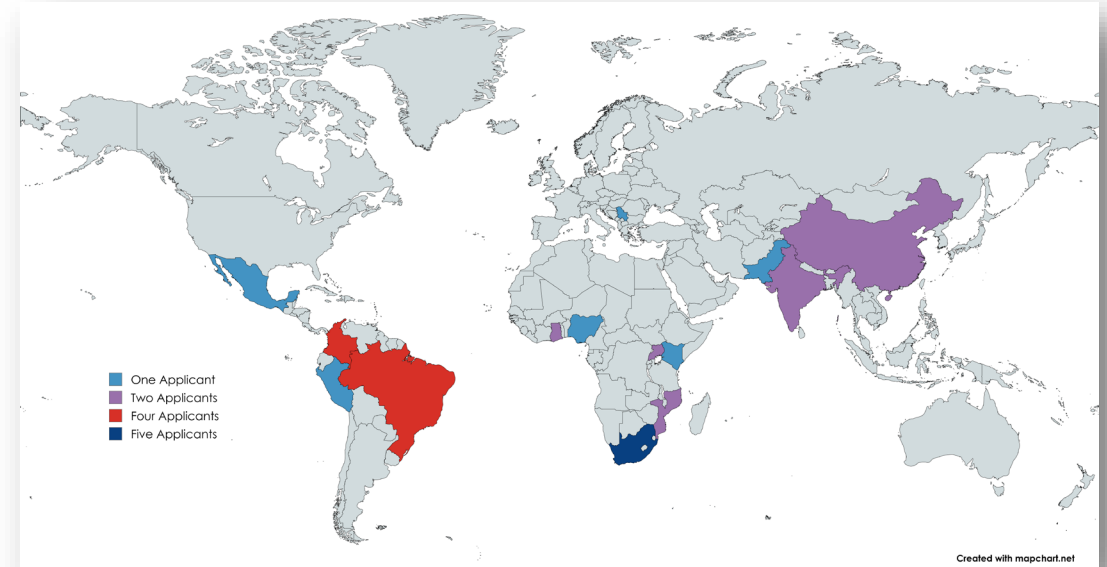 One Applicant
Two Applicants
Four Applicants
Five Applicants
Created with mapchart.net